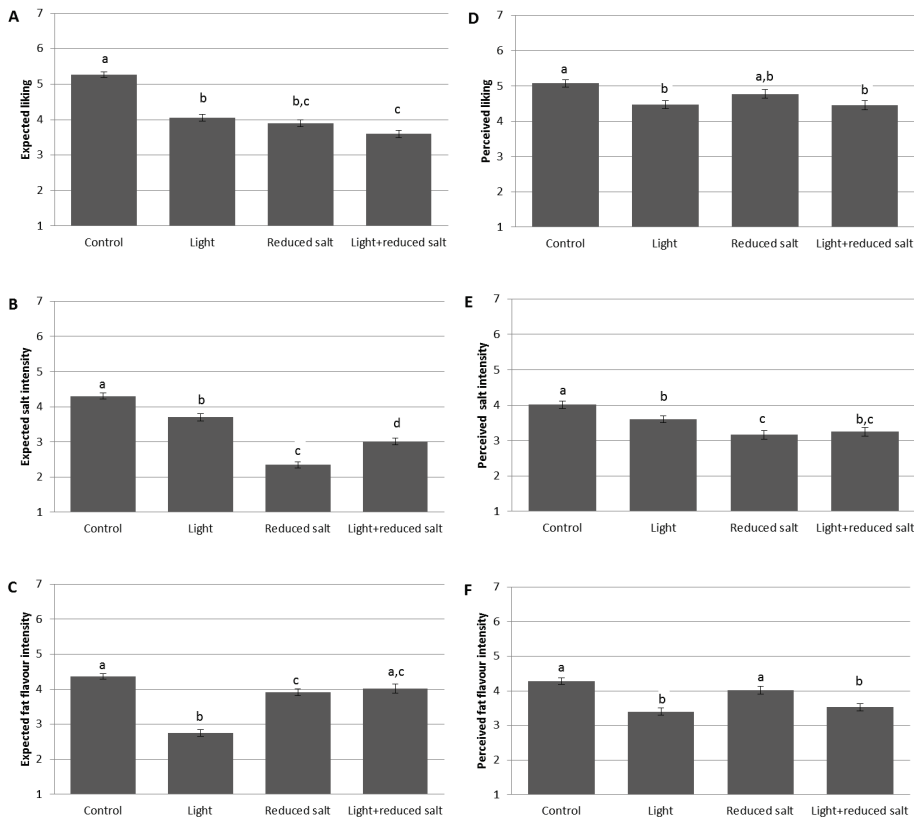 A
Expected liking
7
6
5
4
3
2
1
a
b
b,c
c
Control
Light
Reduced salt
Light+reduced salt
D
Perceived liking
7
6
5
4
3
2
1
a
b
a,b
b
Control
Light
Reduced salt
Light+reduced salt
B
Expected salt intensity
7
6
5
4
3
2
1
a
b
c
d
Control
Light
Reduced salt
Light+reduced salt
E
Perceived salt intensity
7
6
5
4
3
2
1
a
b
c
b,c
Control
Light
Reduced salt
Light+reduced salt
C
Expected fat flavour intensity
7
6
5
4
3
2
1
a
b
c
a,c
Control
Light
Reduced salt
Light+reduced salt
F
Perceived fat flavour intensity
7
6
5
4
3
2
1
a
b
a
b
Control
Light
Reduced salt
Light+reduced salt